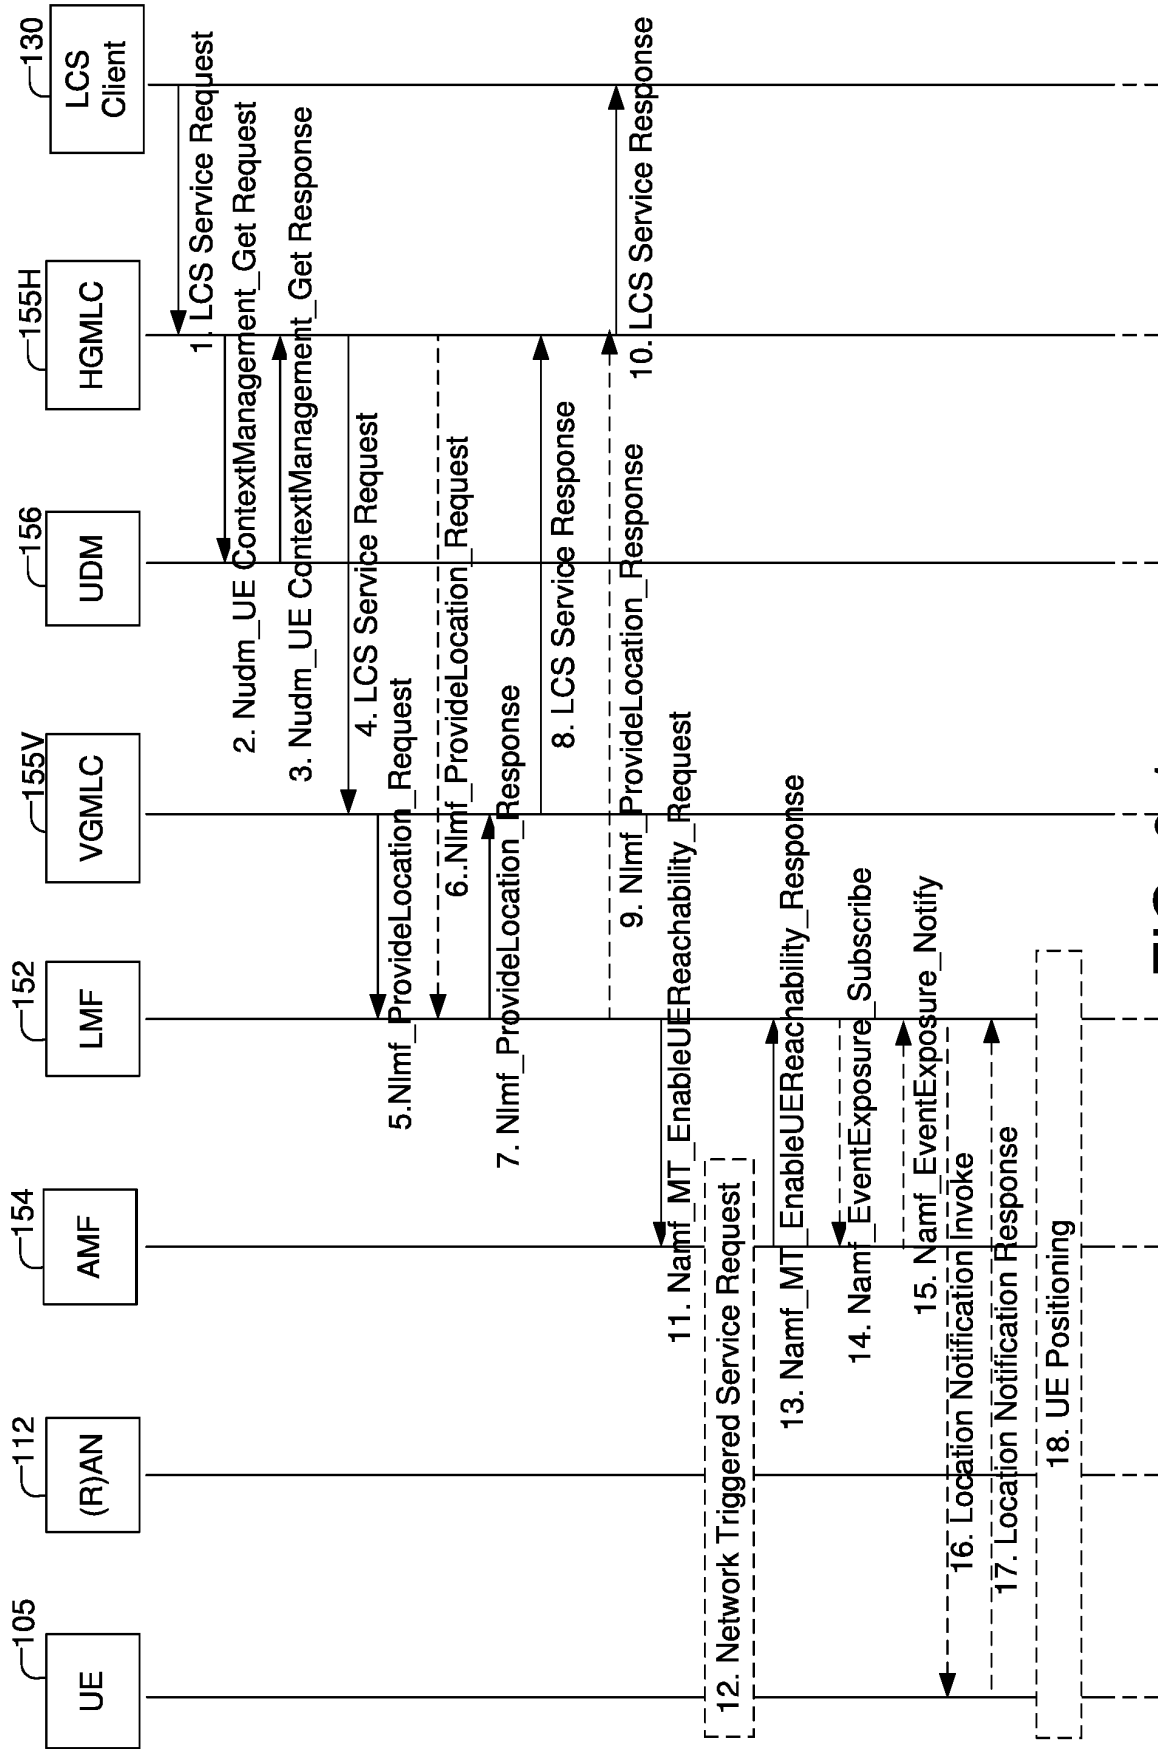 105
112
154
152
155V
156
155H
130
UE
(R)AN
AMF
LMF
VGMLC
UDM
HGMLC
LCS
Client
1. LCS Service Request
2. Nudm_UE ContextManagement_Get Request
3. Nudm_UE ContextManagement_Get Response
4. LCS Service Request
5.Nlmf_ProvideLocation_Request
6..Nlmf_ProvideLocation_Request
7. Nlmf_ProvideLocation_Response
8. LCS Service Response
9. Nlmf_ProvideLocation_Response
10. LCS Service Response
11. Namf_MT_EnableUEReachability_Request
12. Network Triggered Service Request
13. Namf_MT_EnableUEReachability_Response
14. Namf_EventExposure_Subscribe
15. Namf_EventExposure_Notify
16. Location Notification Invoke
17. Location Notification Response
18. UE Positioning